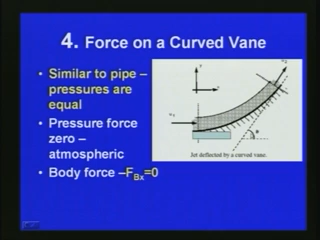 4. Force on a Curved Vane
• Similar to pipe –
pressures are
equal
• Pressure force
zero –
atmospheric
• Body force –FBx=0
Jet deflected by a curved vane.